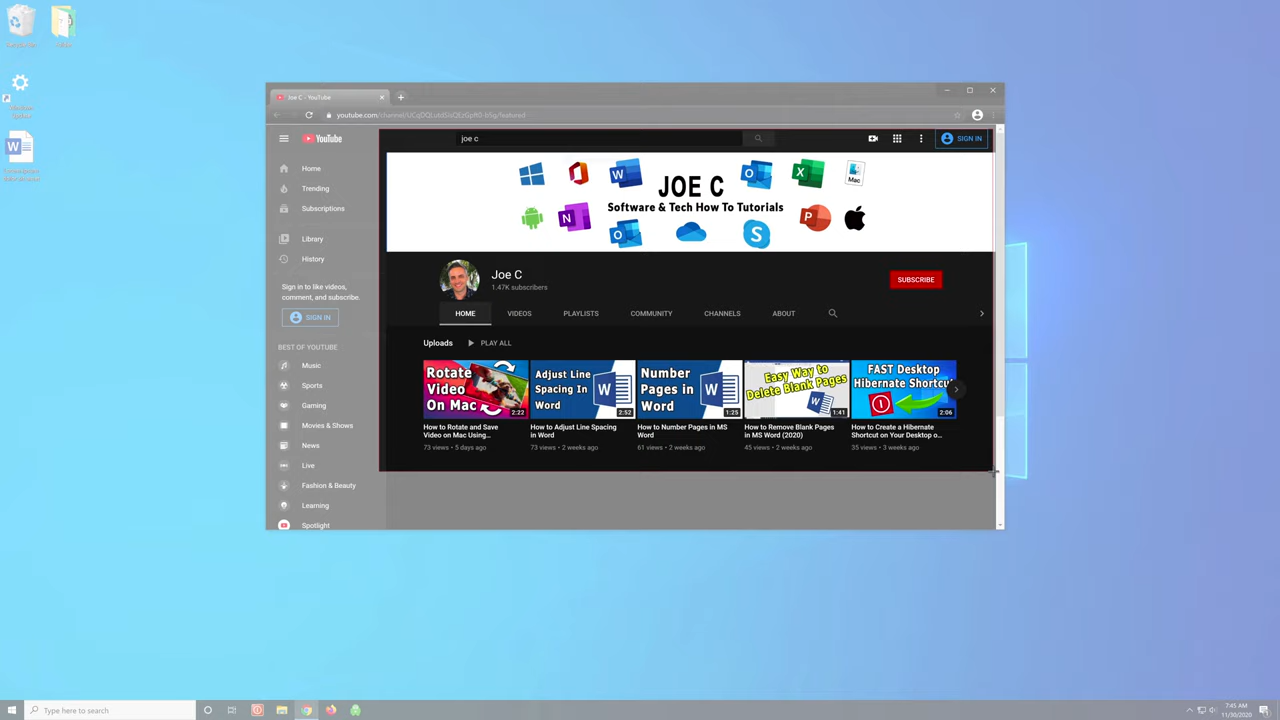 Joe C - YouTube
youtube.com/channel/UCqDQLutdSsQEzGpft0-bSg/featured
YouTube
joe c
SIGN IN
Home
Trending
Subscriptions
Library
History
Sign in to like videos,
comment, and subscribe.
SIGN IN
BEST OF YOUTUBE
Music
Sports
Gaming
Movies & Shows
News
Live
Fashion & Beauty
Learning
Spotlight
JOE C
Software & Tech How To Tutorials
Mac
Joe C
1.47K subscribers
SUBSCRIBE
HOME VIDEOS PLAYLISTS COMMUNITY CHANNELS ABOUT
Uploads PLAY ALL
Rotate
Video
On Mac
2:22
How to Rotate and Save
Video on Mac Using...
73 views • 5 days ago
Adjust Line
Spacing In
Word
2:52
How to Adjust Line Spacing
in Word
73 views • 2 weeks ago
Number
Pages in
Word
1:25
How to Number Pages in MS
Word
61 views • 2 weeks ago
Easy Way to
Delete Blank Pages
1:41
How to Remove Blank Pages
in MS Word (2020)
45 views • 2 weeks ago
FAST Desktop
Hibernate Shortcut
2:06
How to Create a Hibernate
Shortcut on Your Desktop o...
35 views • 3 weeks ago
Type here to search
7:45 AM
11/30/2020